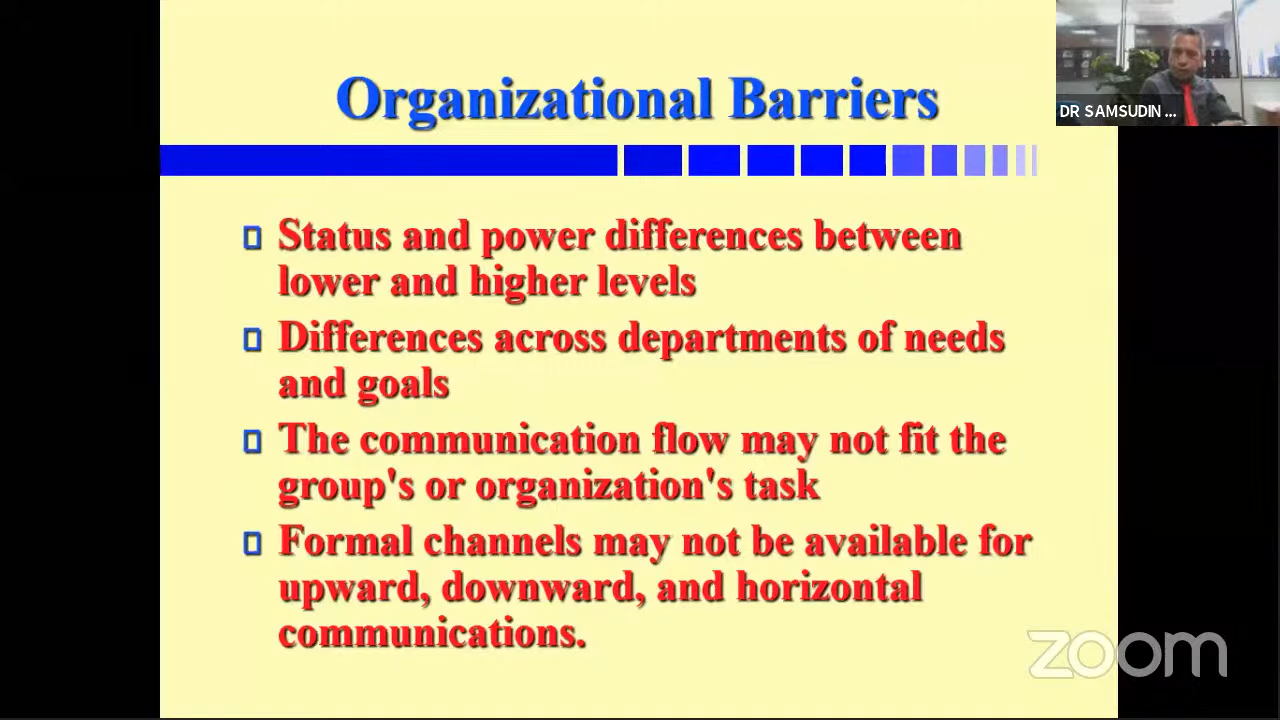 Organizational Barriers
DR SAMSUDIN ...
Status and power differences between
lower and higher levels
Differences across departments of needs
and goals
The communication flow may not fit the
group's or organization's task
Formal channels may not be available for
upward, downward, and horizontal
communications.
zoom